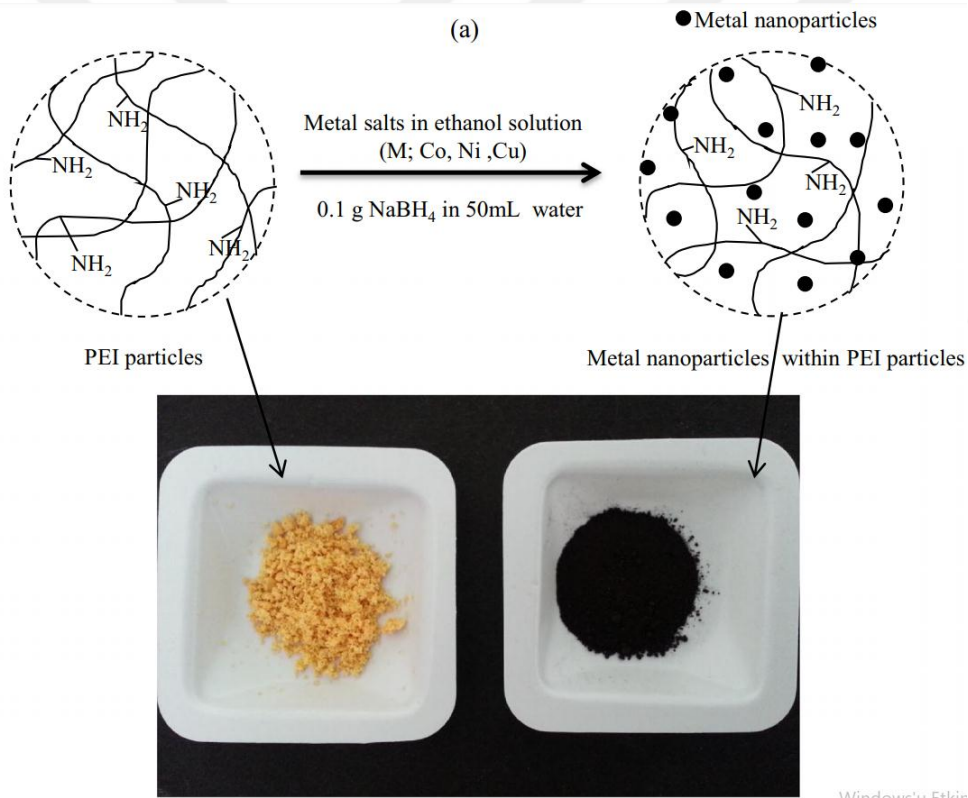 (a)
Metal nanoparticles
NH2
NH2
NH2
NH2
NH2
Metal salts in ethanol solution
(M; Co, Ni ,Cu)
0.1 g NaBH4 in 50mL water
NH2
NH2
NH2
NH2
PEI particles
Metal nanoparticles within PEI particles